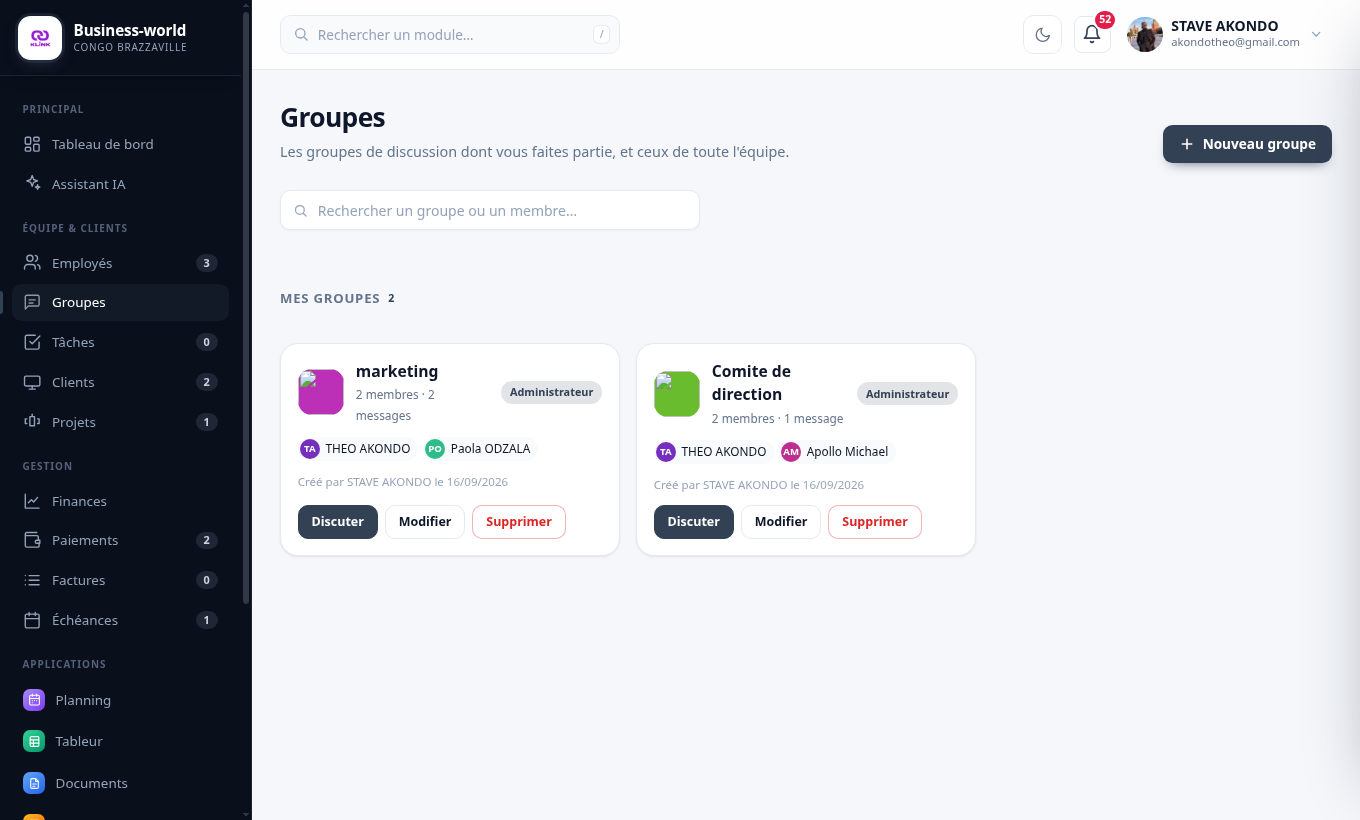 KLINK
Business-world
CONGO BRAZZAVILLE
PRINCIPAL
Tableau de bord
Assistant IA
ÉQUIPE & CLIENTS
Employés 3
Groupes
Tâches 0
Clients 2
Projets 1
GESTION
Finances
Paiements 2
Factures 0
Échéances 1
APPLICATIONS
Planning
Tableur
Documents
Rechercher un module... /
52
STAVE AKONDO
akondotheo@gmail.com
Groupes
Les groupes de discussion dont vous faites partie, et ceux de toute l'équipe.
Nouveau groupe
Rechercher un groupe ou un membre...
MES GROUPES 2
marketing
2 membres · 2
messages
Administrateur
TA THEO AKONDO PO Paola ODZALA
Créé par STAVE AKONDO le 16/09/2026
Discuter Modifier Supprimer
Comite de
direction
2 membres · 1 message
Administrateur
TA THEO AKONDO AM Apollo Michael
Créé par STAVE AKONDO le 16/09/2026
Discuter Modifier Supprimer